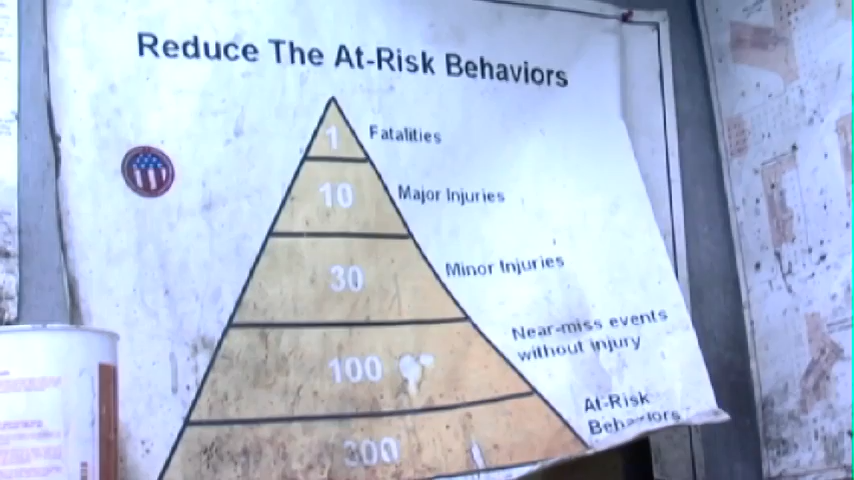 Reduce The At-Risk Behaviors
1 Fatalities
10 Major Injuries
30 Minor Injuries
100 Near-miss events
without injury
300 At-Risk
Behaviors